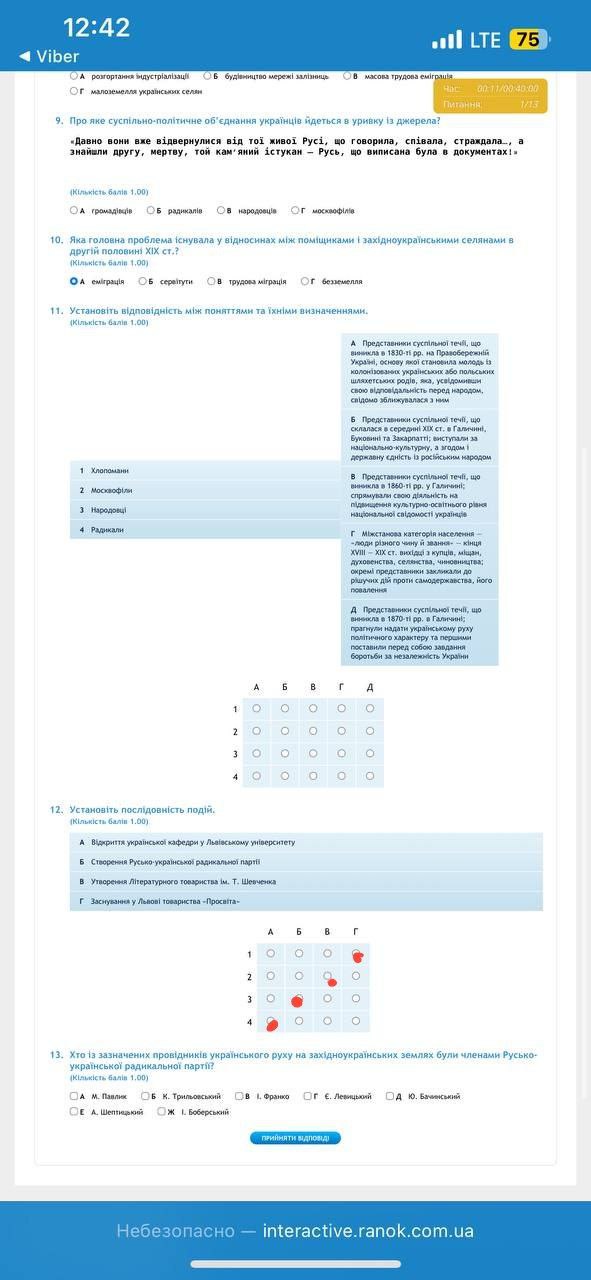 12:42
LTE 75
◀ Viber
А розгортання індустріалізації Б будівництво мережі залізниць В масова трудова еміграція
Г малоземелля українських селян
Час: 00:11/00:40:00
Питання: 1/13
9. Про яке суспільно-політичне об'єднання українців йдеться в уривку із джерела?
«Давно вони вже відвернулися від тої живої Русі, що говорила, співала, страждала…, а
знайшли другу, мертву, той кам'яний істукан — Русь, що виписана була в документах!»
(Кількість балів 1.00)
А громадівців Б радикалів В народовців Г москвофілів
10. Яка головна проблема існувала у відносинах між поміщиками і західноукраїнськими селянами в
другій половині XIX ст.?
(Кількість балів 1.00)
А еміграція Б сервітути В трудова міграція Г безземелля
11. Установіть відповідність між поняттями та їхніми визначеннями.
(Кількість балів 1.00)
1 Хлопомани
2 Москвофіли
3 Народовці
4 Радикали
А Представники суспільної течії, що
виникла в 1830-ті рр. на Правобережній
Україні, основу якої становила молодь із
колонізованих українських або польських
шляхетських родів, яка, усвідомивши
свою відповідальність перед народом,
свідомо зближувалася з ним
Б Представники суспільної течії, що
склалася в середині XIX ст. в Галичині,
Буковині та Закарпатті; виступали за
національно-культурну, а згодом і
державну єдність із російським народом
В Представники суспільної течії, що
виникла в 1860-ті рр. у Галичині;
спрямували свою діяльність на
підвищення культурно-освітнього рівня
національної свідомості українців
Г Міжстанова категорія населення —
«люди різного чину й звання» — кінця
XVIII — XIX ст. вихідці з купців, міщан,
духовенства, селянства, чиновництва;
окремі представники закликали до
рішучих дій проти самодержавства, його
повалення
Д Представники суспільної течії, що
виникла в 1870-ті рр. в Галичині;
прагнули надати українському руху
політичного характеру та першими
поставили перед собою завдання
боротьби за незалежність України
А Б В Г Д
1
2
3
4
12. Установіть послідовність подій.
(Кількість балів 1.00)
А Відкриття української кафедри у Львівському університету
Б Створення Русько-української радикальної партії
В Утворення Літературного товариства ім. Т. Шевченка
Г Заснування у Львові товариства «Просвіта»
А Б В Г
1
2
3
4
13. Хто із зазначених провідників українського руху на західноукраїнських землях були членами Русько-
української радикальної партії?
(Кількість балів 1.00)
А М. Павлик Б К. Трильовський В І. Франко Г Є. Левицький Д Ю. Бачинський
Е А. Шептицький Ж І. Боберський
ПРИЙНЯТИ ВІДПОВІДІ
Небезопасно — interactive.ranok.com.ua